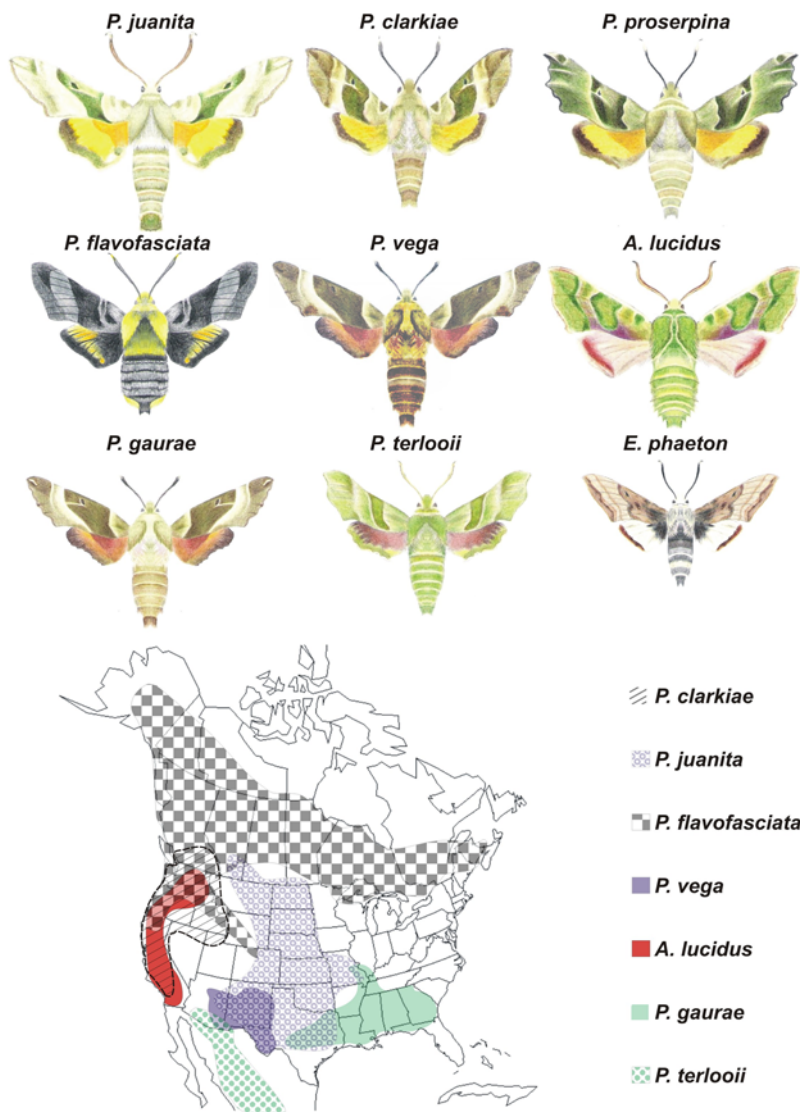 P. juanita
P. clarkiae
P. proserpina
P. flavofasciata
P. vega
A. lucidus
P. gaurae
P. terlooii
E. phaeton
P. clarkiae
P. juanita
P. flavofasciata
P. vega
A. lucidus
P. gaurae
P. terlooii